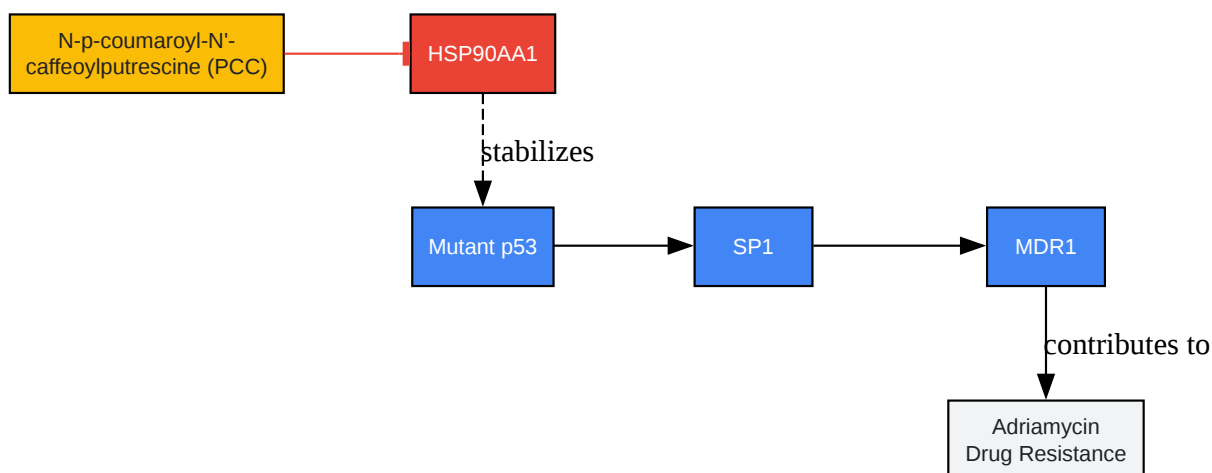 N-p-coumaroyl-N'-
caffeoylputrescine (PCC)
HSP90AA1
stabilizes
Mutant p53
SP1
MDR1
contributes to
Adriamycin
Drug Resistance